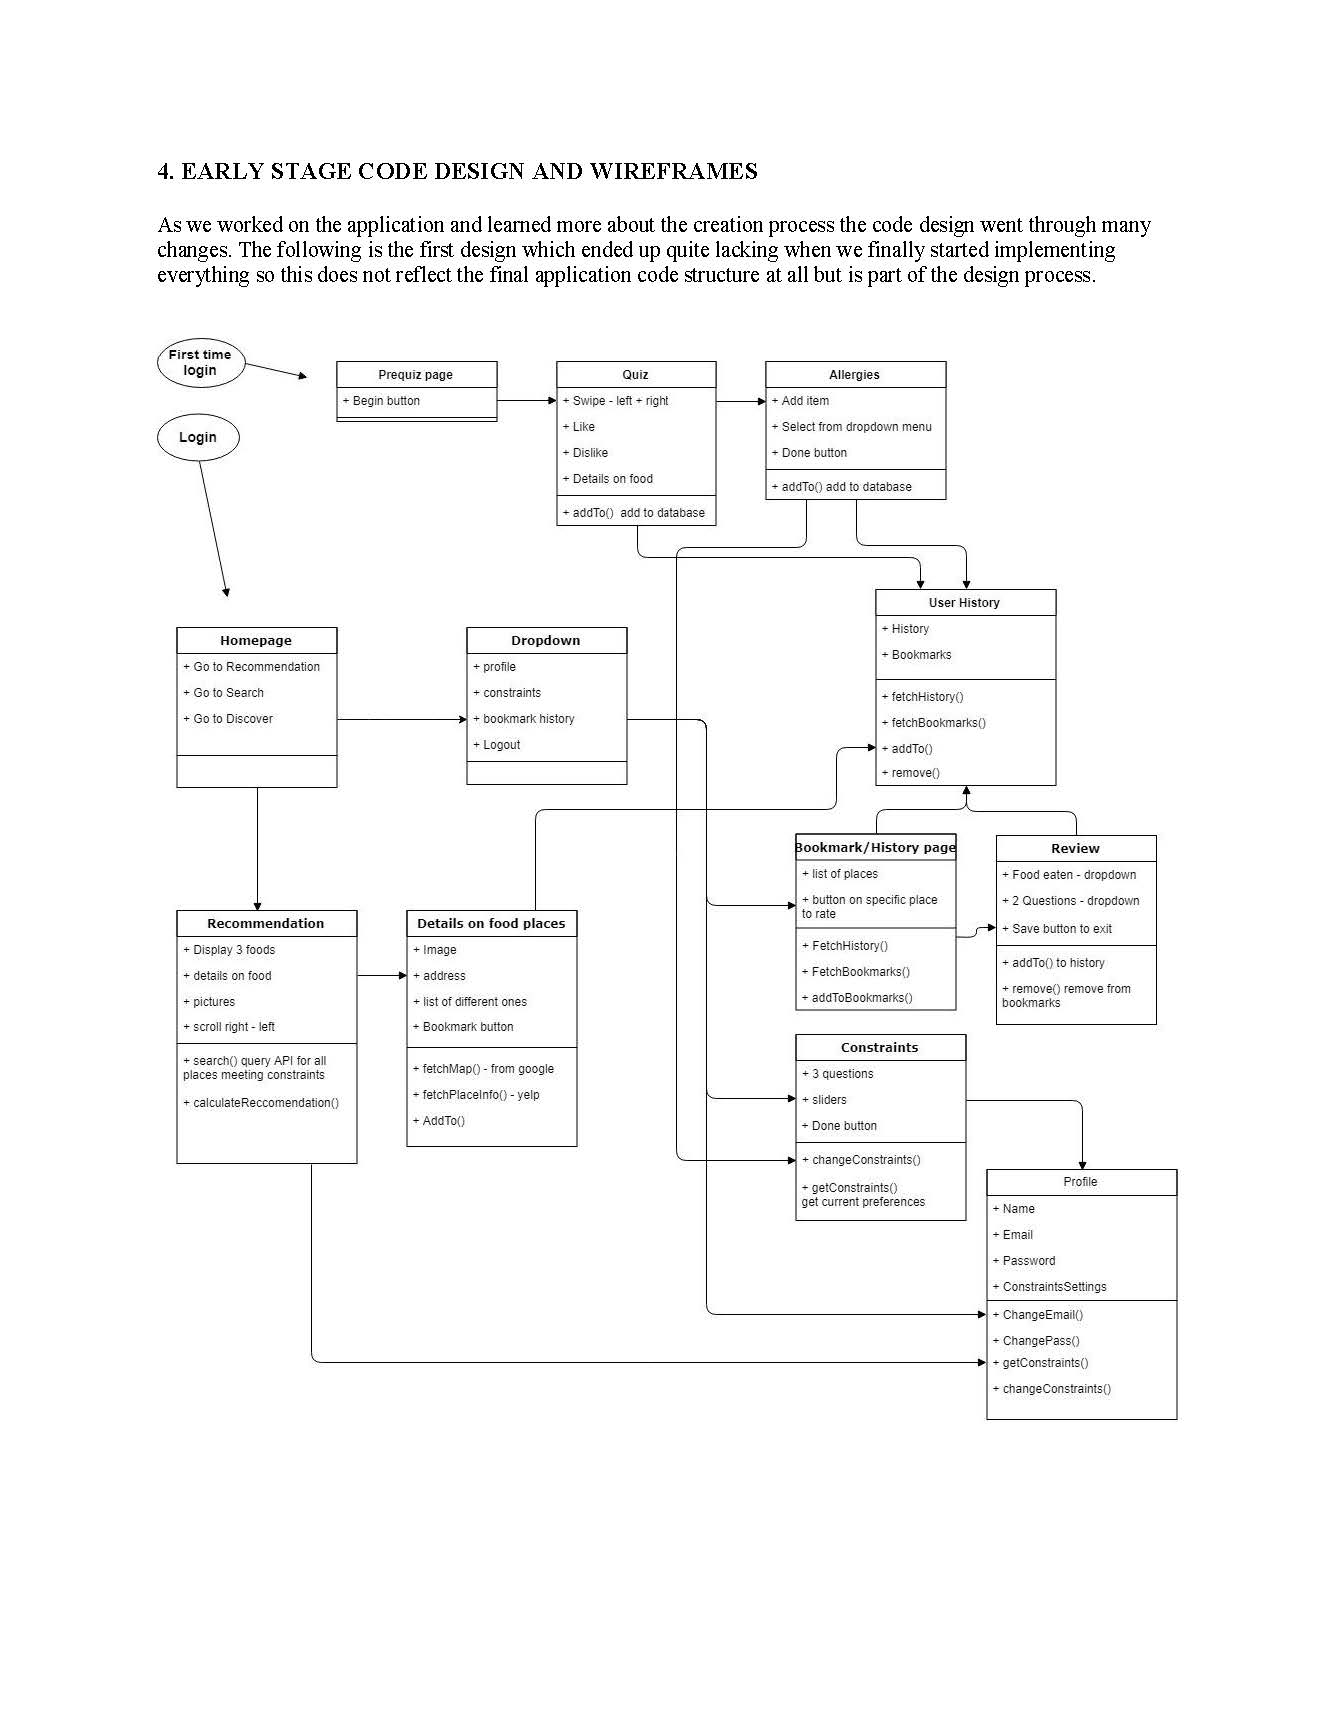 4. EARLY STAGE CODE DESIGN AND WIREFRAMES
As we worked on the application and learned more about the creation process the code design went through many
changes. The following is the first design which ended up quite lacking when we finally started implementing
everything so this does not reflect the final application code structure at all but is part of the design process.
First time
login
Login
Prequiz page
+ Begin button
Quiz
+ Swipe - left + right
+ Like
+ Dislike
+ Details on food
+ addTo()  add to database
Allergies
+ Add item
+ Select from dropdown menu
+ Done button
+ addTo() add to database
User History
+ History
+ Bookmarks
+ fetchHistory()
+ fetchBookmarks()
+ addTo()
+ remove()
Homepage
+ Go to Recommendation
+ Go to Search
+ Go to Discover
Dropdown
+ profile
+ constraints
+ bookmark history
+ Logout
Bookmark/History page
+ list of places
+ button on specific place
to rate
+ FetchHistory()
+ FetchBookmarks()
+ addToBookmarks()
Review
+ Food eaten - dropdown
+ 2 Questions - dropdown
+ Save button to exit
+ addTo() to history
+ remove() remove from
bookmarks
Recommendation
+ Display 3 foods
+ details on food
+ pictures
+ scroll right - left
+ search() query API for all
places meeting constraints
+ calculateReccomendation()
Details on food places
+ Image
+ address
+ list of different ones
+ Bookmark button
+ fetchMap() - from google
+ fetchPlaceInfo() - yelp
+ AddTo()
Constraints
+ 3 questions
+ sliders
+ Done button
+ changeConstraints()
+ getConstraints()
get current preferences
Profile
+ Name
+ Email
+ Password
+ ConstraintsSettings
+ ChangeEmail()
+ ChangePass()
+ getConstraints()
+ changeConstraints()